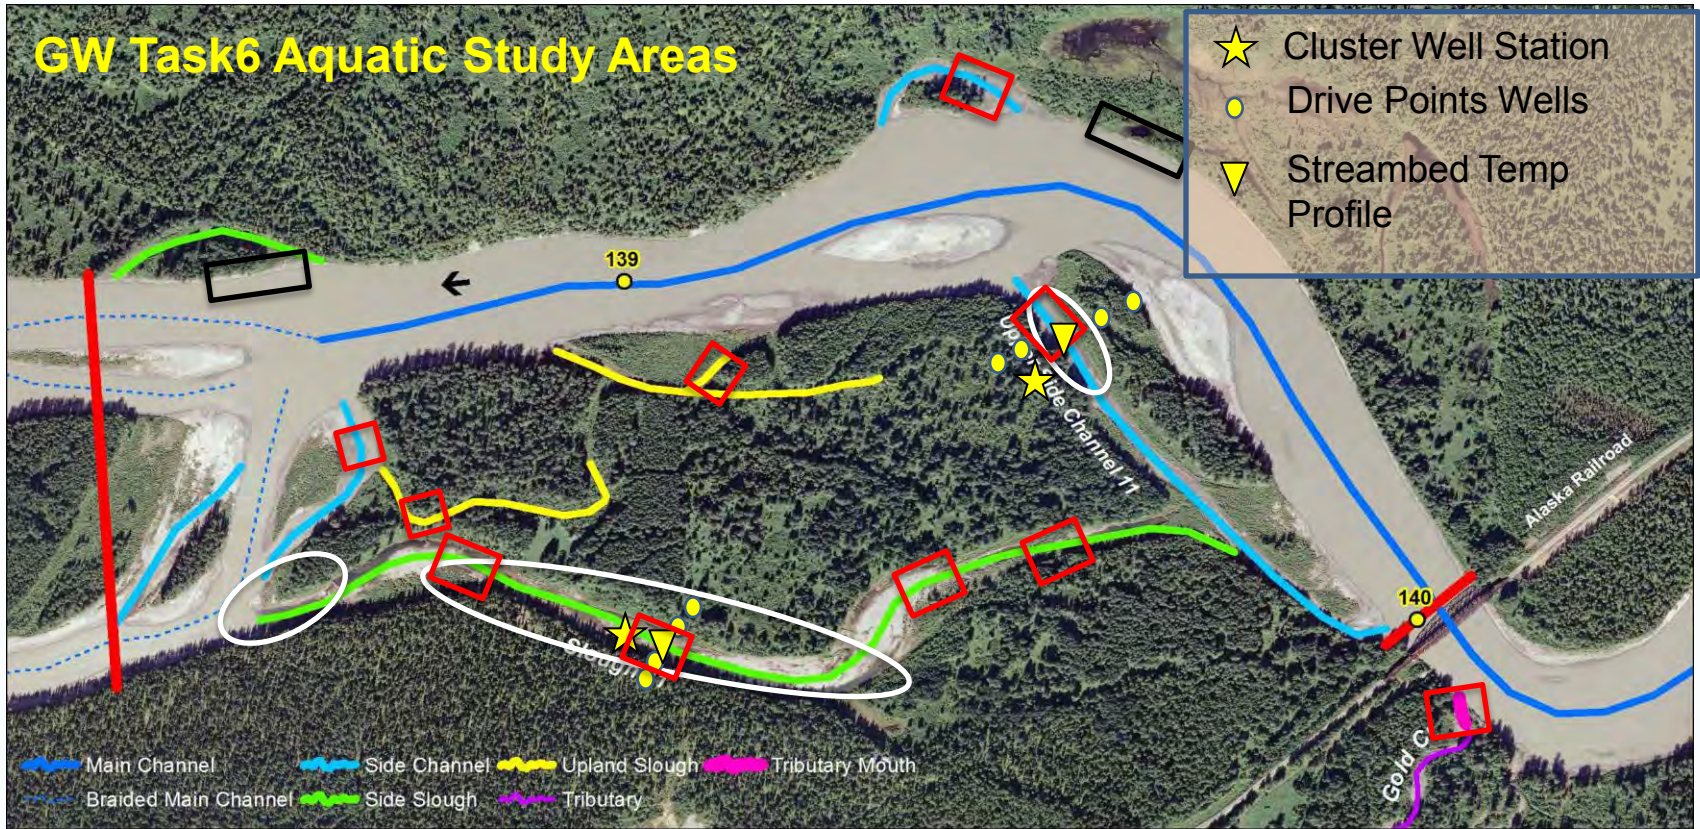 GW Task6 Aquatic Study Areas
Cluster Well Station
Drive Points Wells
Streambed Temp
Profile
139
Side Channel 11
Alaska Railroad
140
Gold
Main Channel
Side Channel
Upland Slough
Tributary Mouth
Braided Main Channel
Side Slough
Tributary